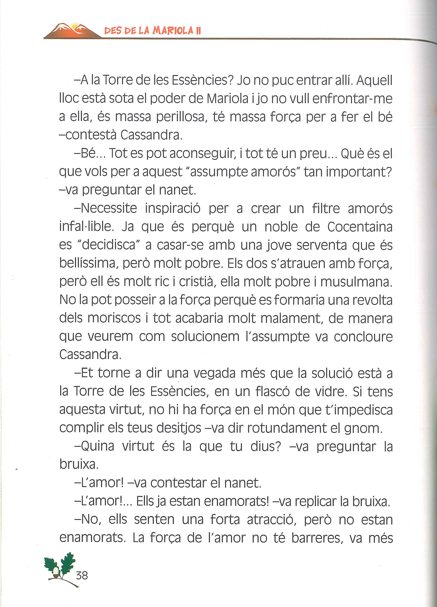 DES DE LA MARIOLA II
–A la Torre de les Essències? Jo no puc entrar allí. Aquell
lloc està sota el poder de Mariola i jo no vull enfrontar-me
a ella, és massa perillosa, té massa força per a fer el bé
–contestà Cassandra.
–Bé... Tot es pot aconseguir, i tot té un preu... Què és el
que vols per a aquest “assumpte amorós” tan important?
–va preguntar el nanet.
–Necessite inspiració per a crear un filtre amorós
infal·lible. Ja que és perquè un noble de Cocentaina
es “decidisca” a casar-se amb una jove serventa que és
bellíssima, però molt pobre. Els dos s’atrauen amb força,
però ell és molt ric i cristià, ella molt pobre i musulmana.
No la pot posseir a la força perquè es formaria una revolta
dels moriscos i tot acabaria molt malament, de manera
que veurem com solucionem l’assumpte va concloure
Cassandra.
–Et torne a dir una vegada més que la solució està a
la Torre de les Essències, en un flascó de vidre. Si tens
aquesta virtut, no hi ha força en el món que t’impedisca
complir els teus desitjos –va dir rotundament el gnom.
–Quina virtut és la que tu dius? –va preguntar la
bruixa.
–L’amor! –va contestar el nanet.
–L’amor!... Ells ja estan enamorats! –va replicar la bruixa.
–No, ells senten una forta atracció, però no estan
enamorats. La força de l’amor no té barreres, va més
38